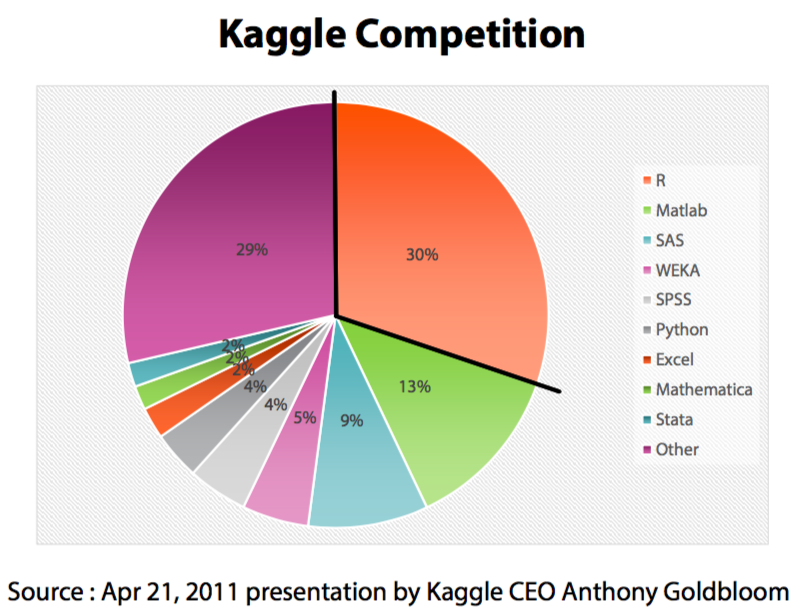 Kaggle Competition
29%
30%
2%
2%
2%
4%
4%
5%
9%
13%
R
Matlab
SAS
WEKA
SPSS
Python
Excel
Mathematica
Stata
Other
Source : Apr 21, 2011 presentation by Kaggle CEO Anthony Goldbloom